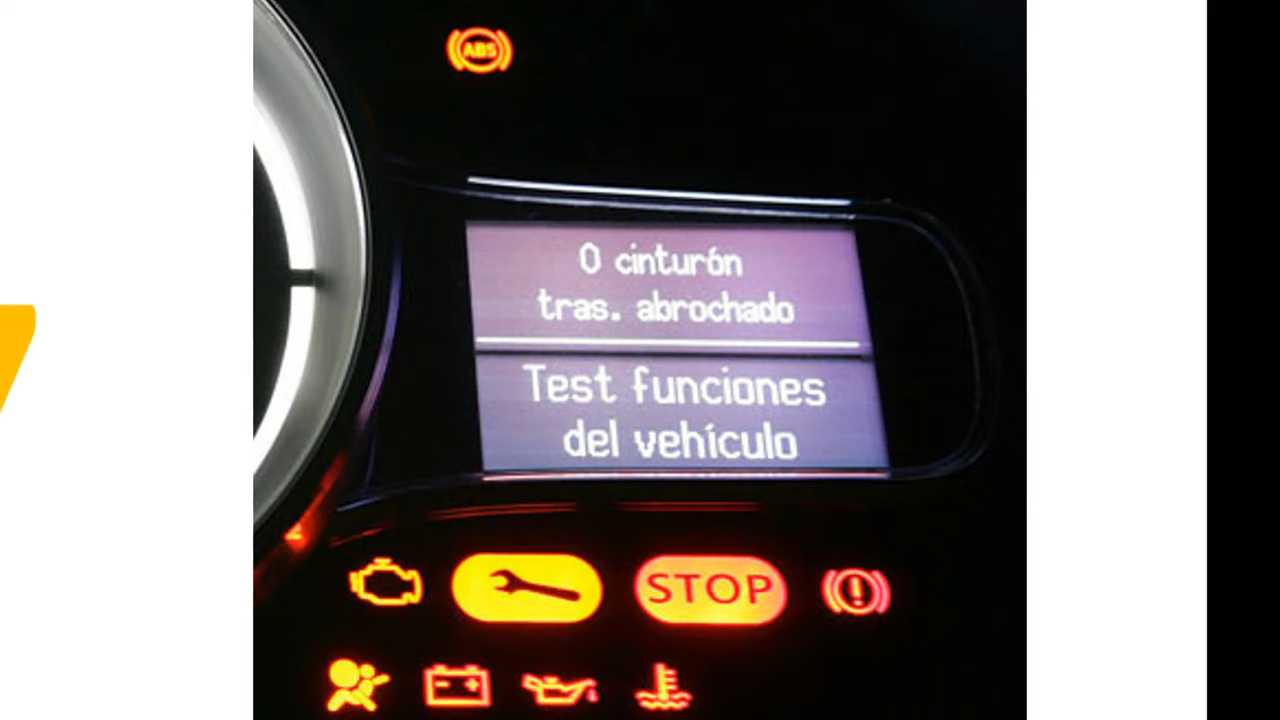 ABS
0 cinturón
tras. abrochado
Test funciones
del vehículo
STOP